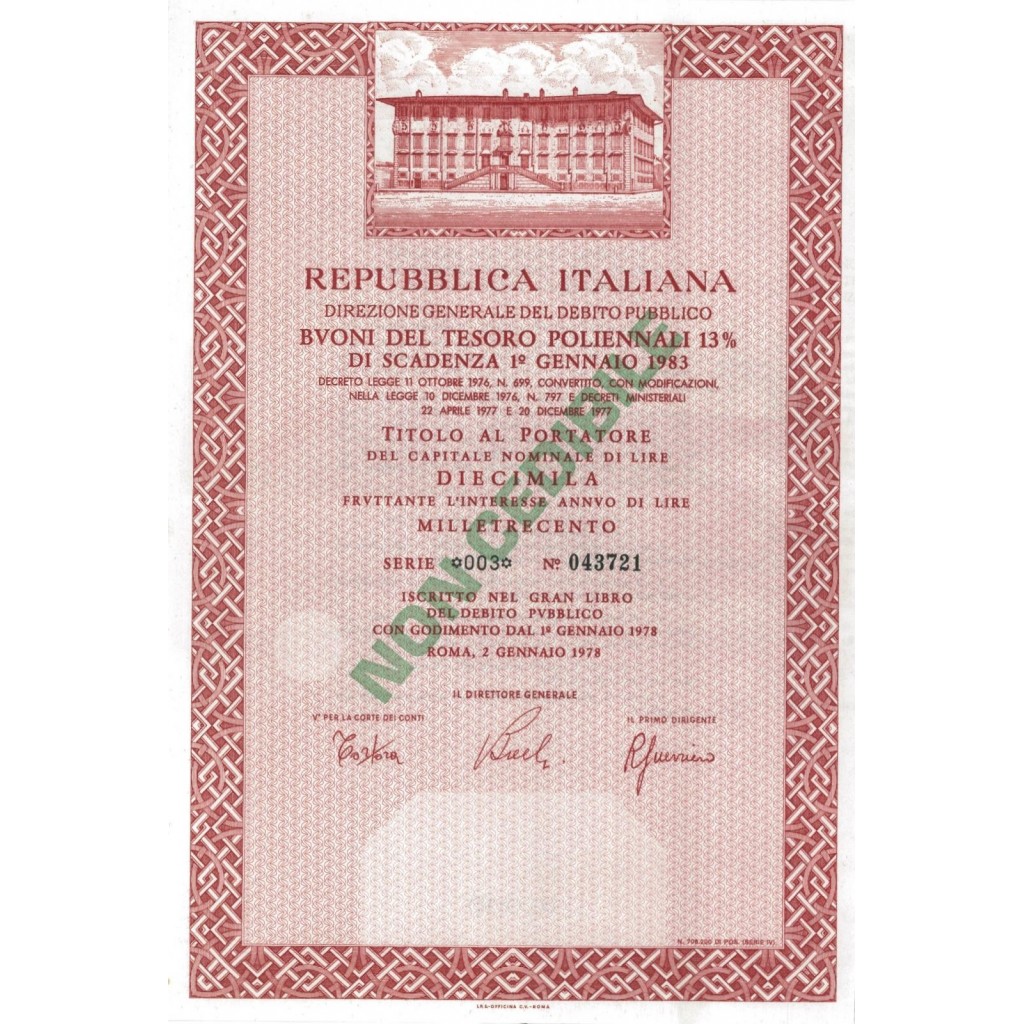 REPUBBLICA ITALIANA
DIREZIONE GENERALE DEL DEBITO PUBBLICO
BVONI DEL TESORO POLIENNALI 13%
DI SCADENZA 1º GENNAIO 1983
DECRETO LEGGE 11 OTTOBRE 1976, N. 699, CONVERTITO, CON MODIFICAZIONI,
NELLA LEGGE 10 DICEMBRE 1976, N. 797 E DECRETI MINISTERIALI
22 APRILE 1977 E 20 DICEMBRE 1977
TITOLO AL PORTATORE
DEL CAPITALE NOMINALE DI LIRE
DIECIMILA
FRVTTANTE L'INTERESSE ANNVO DI LIRE
MILLETRECENTO
SERIE ✡003✡ Nº 043721
ISCRITTO NEL GRAN LIBRO
DEL DEBITO PVBBLICO
CON GODIMENTO DAL 1º GENNAIO 1978
ROMA, 2 GENNAIO 1978
NON CEDIBILE
IL DIRETTORE GENERALE
Vº PER LA CORTE DEI CONTI
IL PRIMO DIRIGENTE
Tortora
RGuerriero
I.P.S.-OFFICINA C.V.-ROMA